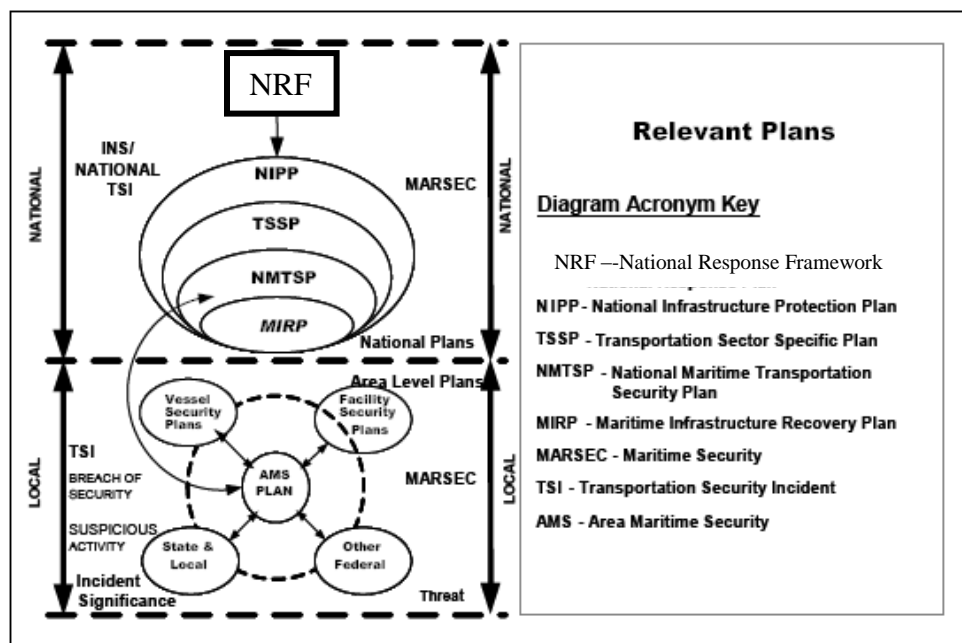 NRF
INS/
NATIONAL
TSI
NATIONAL
NIPP
TSSP
NMTSP
MIRP
MARSEC
NATIONAL
National Plans
Area Level Plans
Vessel
Security
Plans
Facility
Security
Plans
AMS
PLAN
State &
Local
Other
Federal
LOCAL
TSI
BREACH OF
SECURITY
SUSPICIOUS
ACTIVITY
Incident
Significance
MARSEC
LOCAL
Threat
Relevant Plans
Diagram Acronym Key
NRF –-National Response Framework
NIPP - National Infrastructure Protection Plan
TSSP - Transportation Sector Specific Plan
NMTSP - National Maritime Transportation
Security Plan
MIRP - Maritime Infrastructure Recovery Plan
MARSEC - Maritime Security
TSI - Transportation Security Incident
AMS - Area Maritime Security